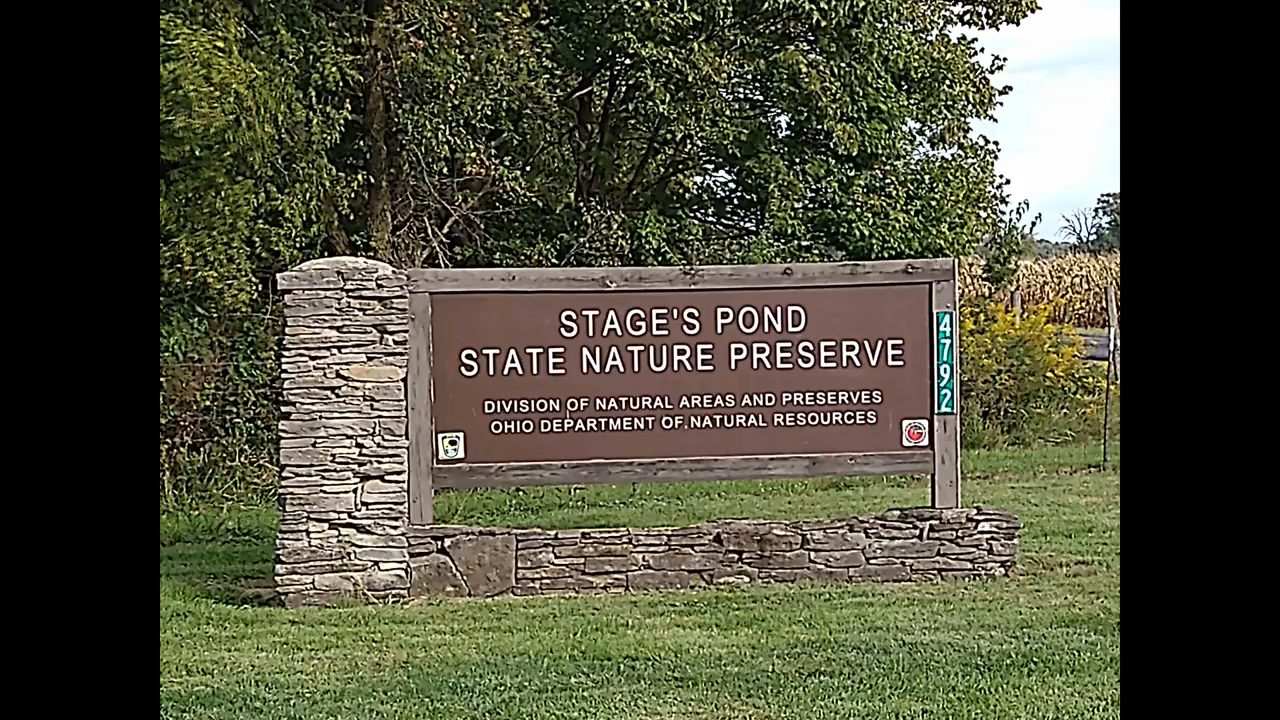 STAGE'S POND
STATE NATURE PRESERVE
DIVISION OF NATURAL AREAS AND PRESERVES
OHIO DEPARTMENT OF NATURAL RESOURCES
4792